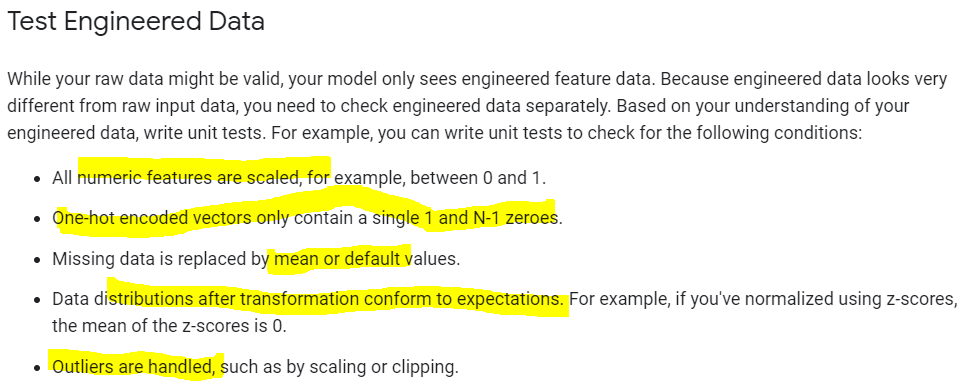 Test Engineered Data
While your raw data might be valid, your model only sees engineered feature data. Because engineered data looks very
different from raw input data, you need to check engineered data separately. Based on your understanding of your
engineered data, write unit tests. For example, you can write unit tests to check for the following conditions:
• All numeric features are scaled, for example, between 0 and 1.
• One-hot encoded vectors only contain a single 1 and N-1 zeroes.
• Missing data is replaced by mean or default values.
• Data distributions after transformation conform to expectations. For example, if you've normalized using z-scores,
the mean of the z-scores is 0.
• Outliers are handled, such as by scaling or clipping.